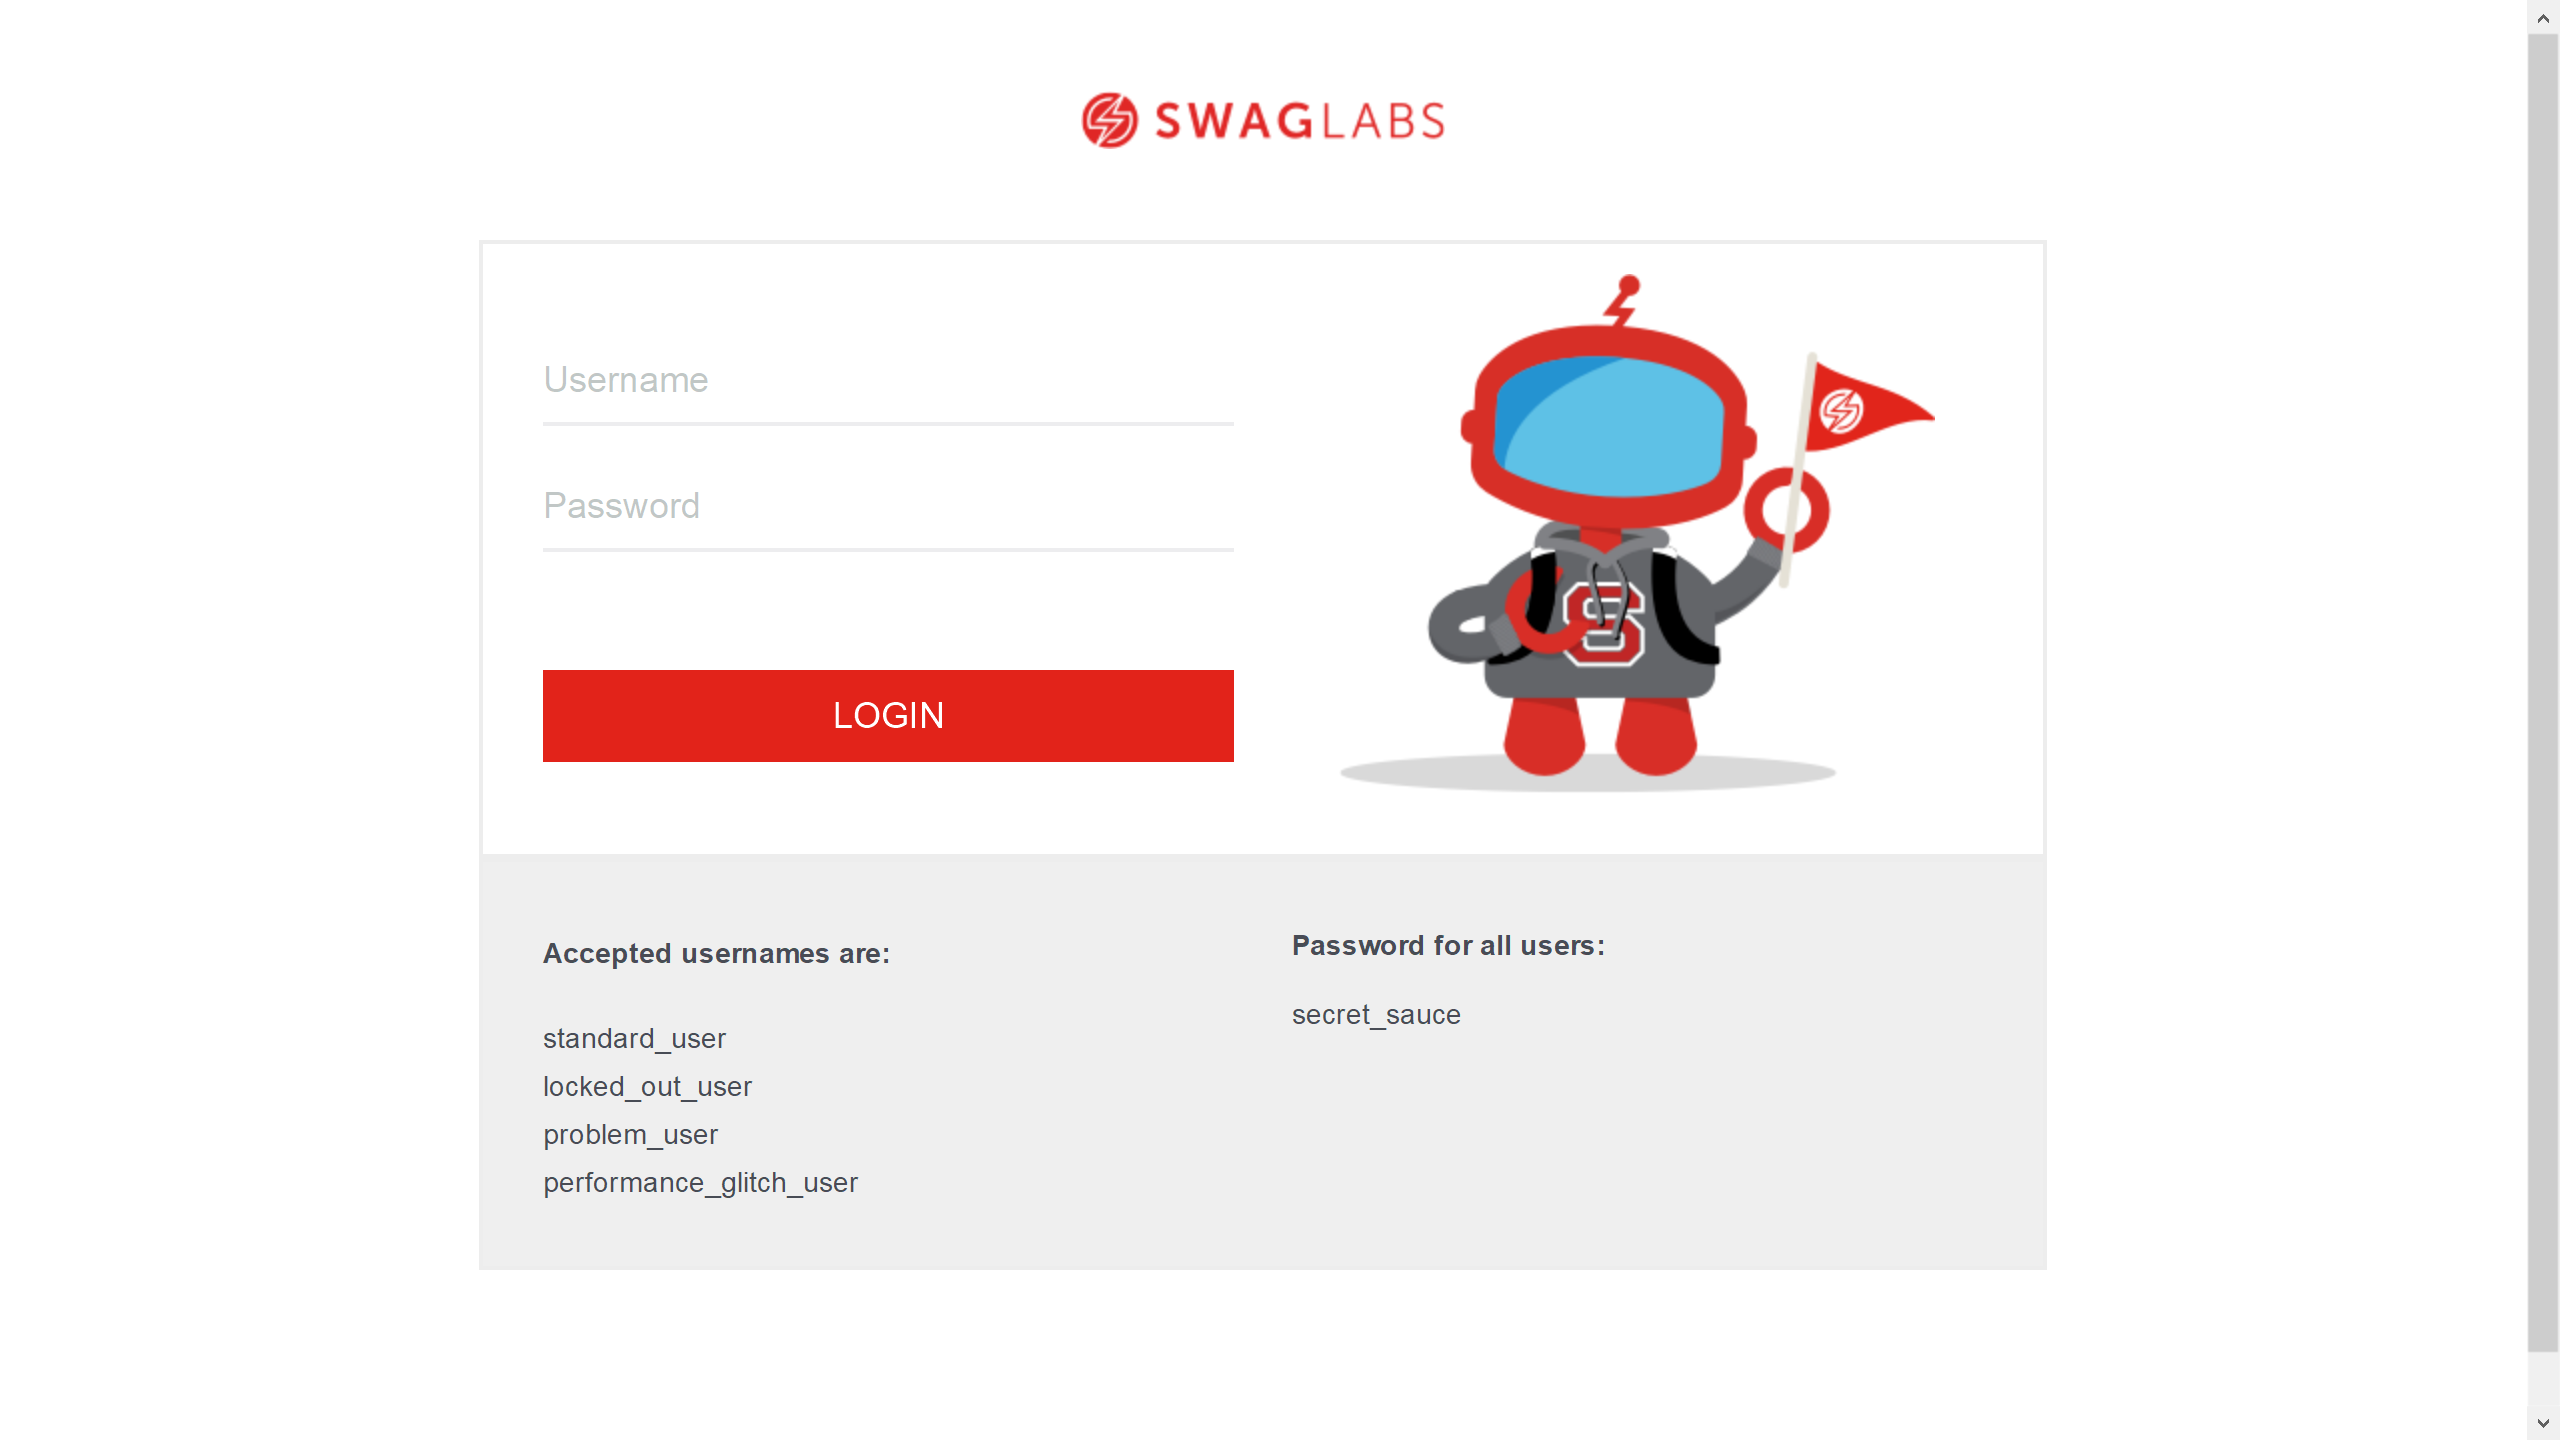 SWAGLABS
Username
Password
LOGIN
Accepted usernames are:
standard_user
locked_out_user
problem_user
performance_glitch_user
Password for all users:
secret_sauce